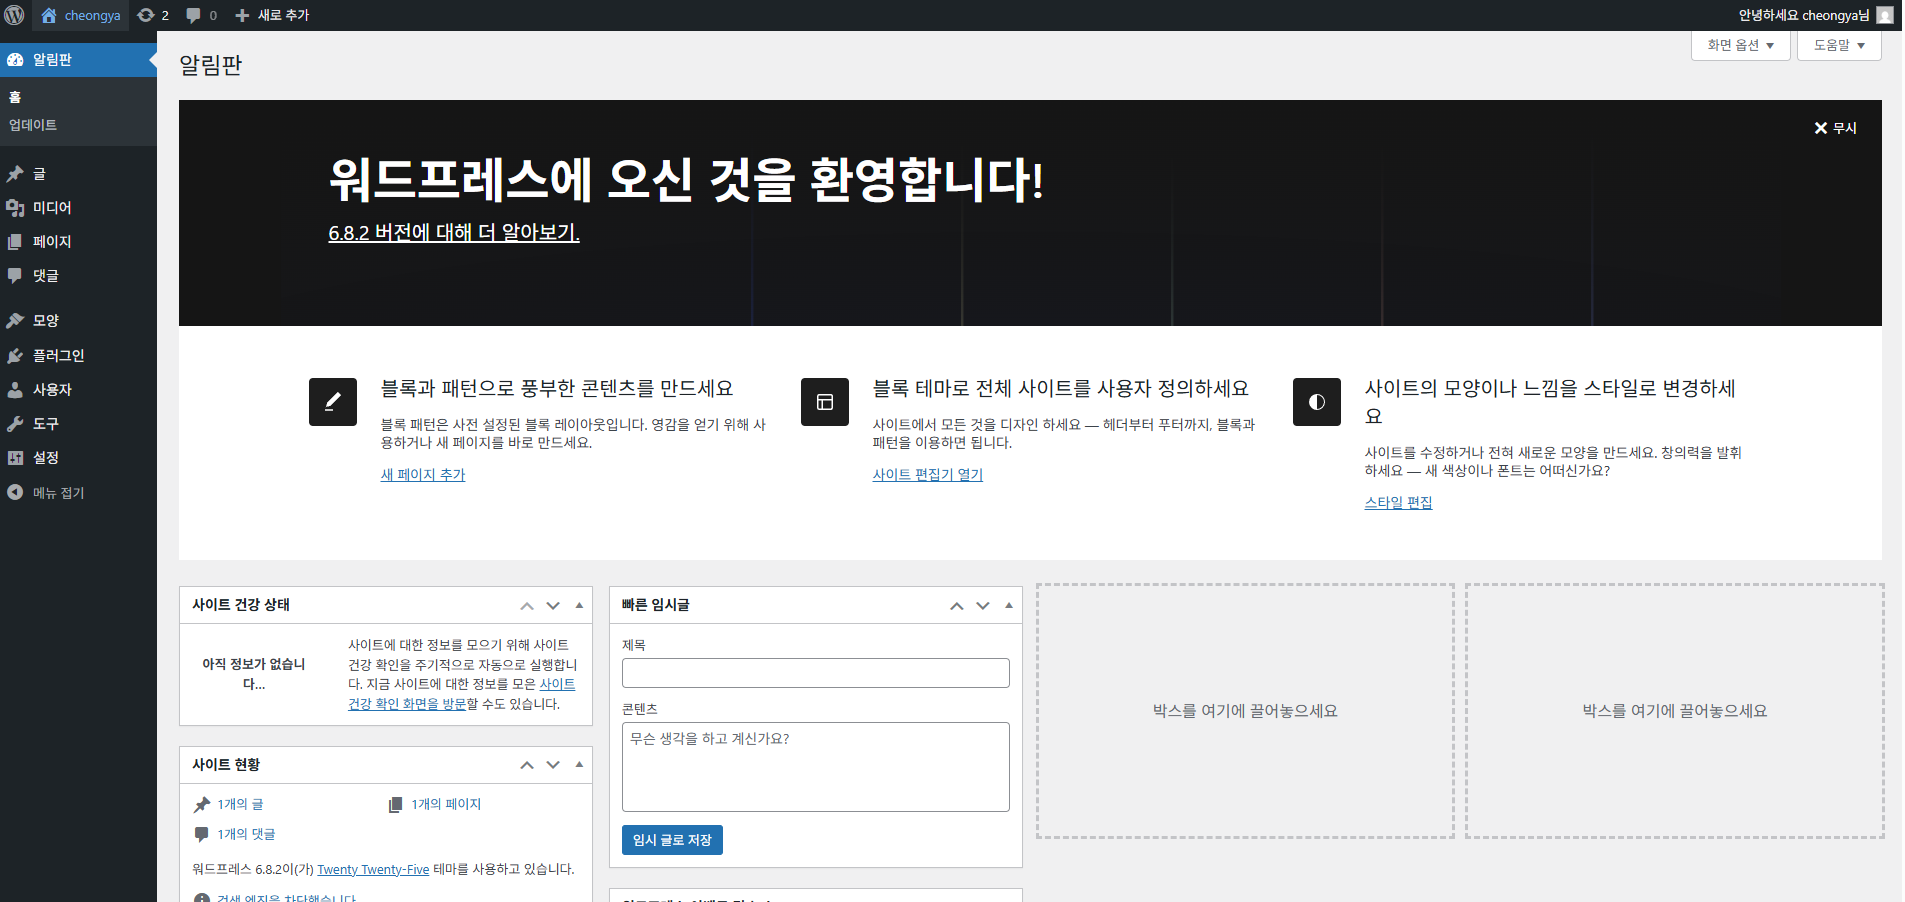 cheongya
2
0
새로 추가
안녕하세요 cheongya님
알림판
홈
업데이트
글
미디어
페이지
댓글
모양
플러그인
사용자
도구
설정
메뉴 접기
알림판
화면 옵션
도움말
무시
워드프레스에 오신 것을 환영합니다!
6.8.2 버전에 대해 더 알아보기.
블록과 패턴으로 풍부한 콘텐츠를 만드세요
블록 패턴은 사전 설정된 블록 레이아웃입니다. 영감을 얻기 위해 사
용하거나 새 페이지를 바로 만드세요.
새 페이지 추가
블록 테마로 전체 사이트를 사용자 정의하세요
사이트에서 모든 것을 디자인 하세요 — 헤더부터 푸터까지, 블록과
패턴을 이용하면 됩니다.
사이트 편집기 열기
사이트의 모양이나 느낌을 스타일로 변경하세
요
사이트를 수정하거나 전혀 새로운 모양을 만드세요. 창의력을 발휘
하세요 — 새 색상이나 폰트는 어떠신가요?
스타일 편집
사이트 건강 상태
아직 정보가 없습니
다...
사이트에 대한 정보를 모으기 위해 사이트
건강 확인을 주기적으로 자동으로 실행합니
다. 지금 사이트에 대한 정보를 모은 사이트
건강 확인 화면을 방문할 수도 있습니다.
사이트 현황
1개의 글
1개의 페이지
1개의 댓글
워드프레스 6.8.2이(가) Twenty Twenty-Five 테마를 사용하고 있습니다.
검색 엔진을 차단했습니다
빠른 임시글
제목
콘텐츠
무슨 생각을 하고 계신가요?
임시 글로 저장
박스를 여기에 끌어놓으세요
박스를 여기에 끌어놓으세요